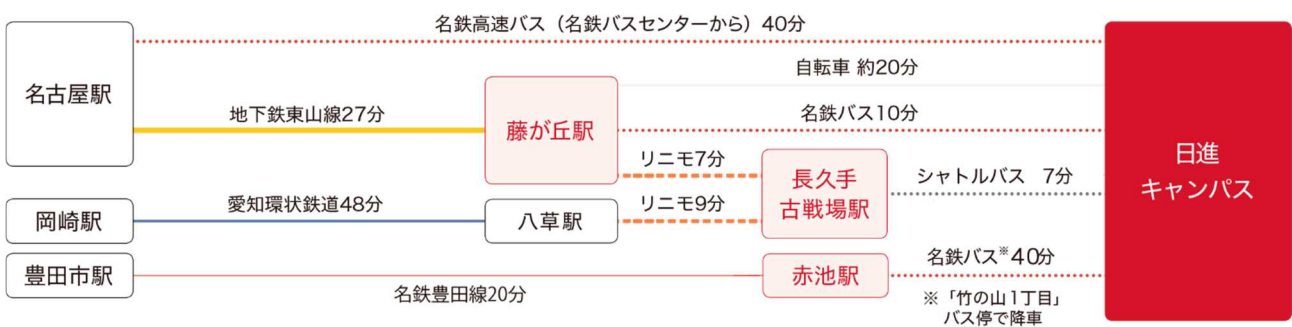 名鉄高速バス（名鉄バスセンターから）40分
名古屋駅
自転車 約20分
地下鉄東山線27分
藤が丘駅
名鉄バス10分
日進
キャンパス
リニモ7分
長久手
古戦場駅
シャトルバス 7分
岡崎駅
愛知環状鉄道48分
八草駅
リニモ9分
豊田市駅
名鉄豊田線20分
赤池駅
名鉄バス※40分
※「竹の山1丁目」
バス停で降車